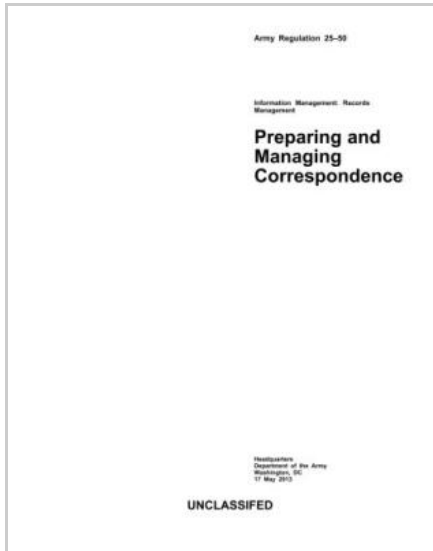 Army Regulation 25–50
Information Management: Records
Management
Preparing and
Managing
Correspondence
Headquarters
Department of the Army
Washington, DC
17 May 2013
UNCLASSIFED